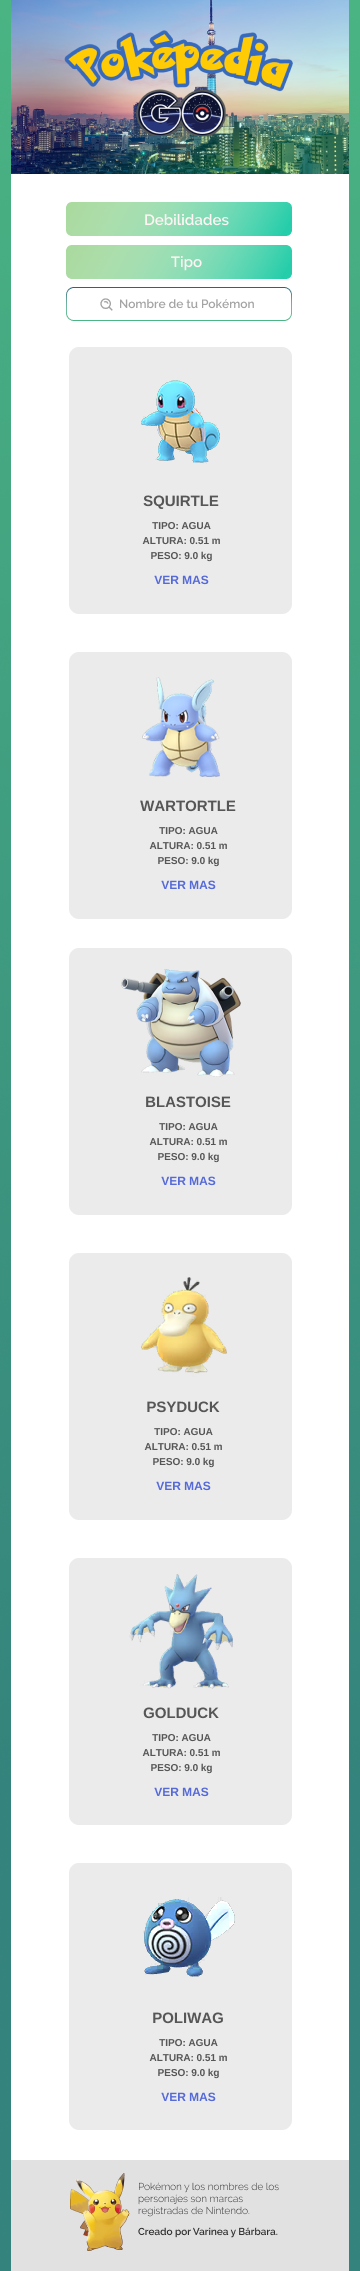 Poképedia
GO
Debilidades
Tipo
Nombre de tu Pokémon
SQUIRTLE
TIPO: AGUA
ALTURA: 0.51 m
PESO: 9.0 kg
VER MAS
WARTORTLE
TIPO: AGUA
ALTURA: 0.51 m
PESO: 9.0 kg
VER MAS
BLASTOISE
TIPO: AGUA
ALTURA: 0.51 m
PESO: 9.0 kg
VER MAS
PSYDUCK
TIPO: AGUA
ALTURA: 0.51 m
PESO: 9.0 kg
VER MAS
GOLDUCK
TIPO: AGUA
ALTURA: 0.51 m
PESO: 9.0 kg
VER MAS
POLIWAG
TIPO: AGUA
ALTURA: 0.51 m
PESO: 9.0 kg
VER MAS
Pokémon y los nombres de los
personajes son marcas
registradas de Nintendo.
Creado por Varinea y Bárbara.